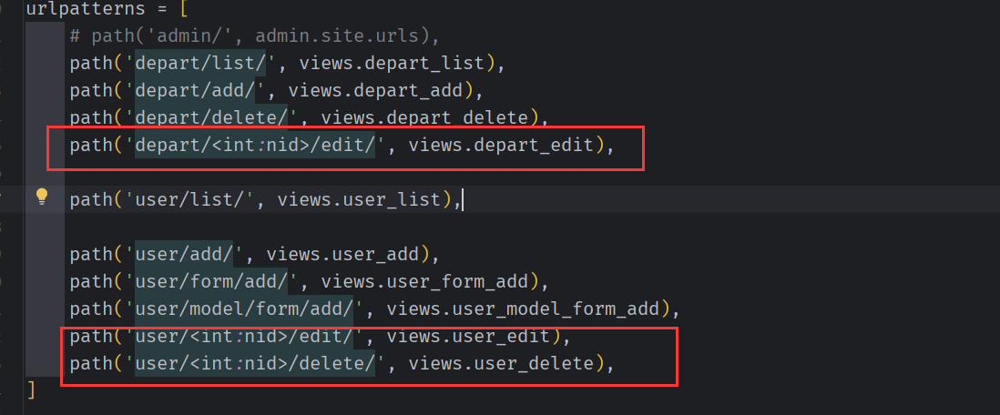 urlpatterns = [
# path('admin/', admin.site.urls),
path('depart/list/', views.depart_list),
path('depart/add/', views.depart_add),
path('depart/delete/', views.depart_delete),
path('depart/<int:nid>/edit/', views.depart_edit),
path('user/list/', views.user_list),
path('user/add/', views.user_add),
path('user/form/add/', views.user_form_add),
path('user/model/form/add/', views.user_model_form_add),
path('user/<int:nid>/edit/', views.user_edit),
path('user/<int:nid>/delete/', views.user_delete),
]